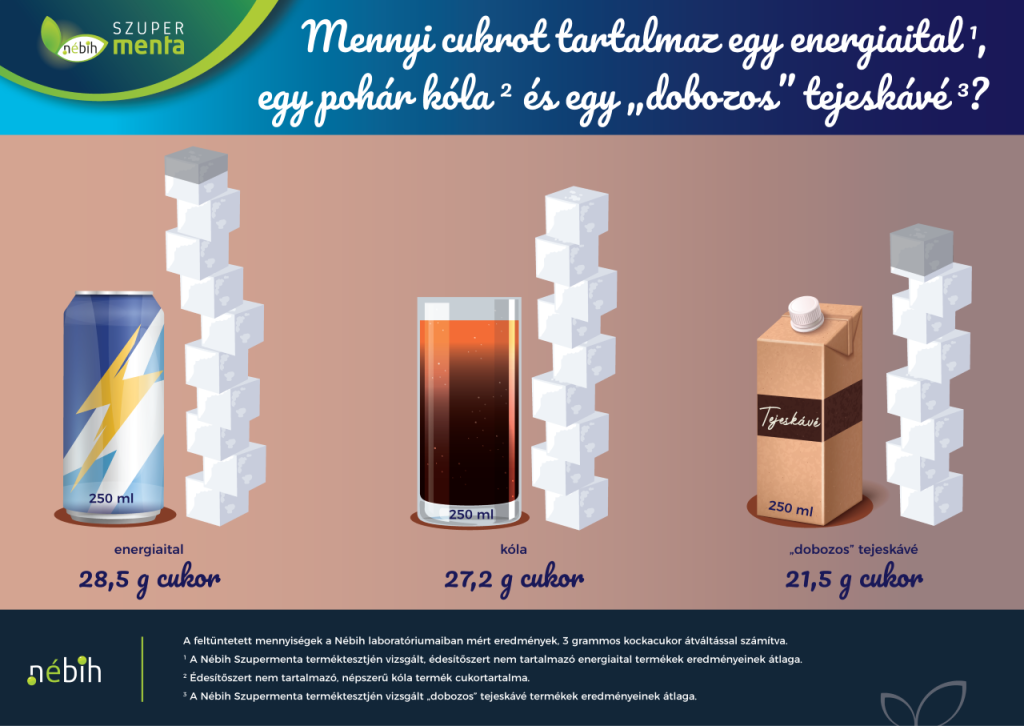 SZUPER
nébih menta
Mennyi cukrot tartalmaz egy energiaital ¹,
egy pohár kóla ² és egy „dobozos” tejeskávé ³?
Tejeskávé
250 ml
250 ml
250 ml
energiaital
28,5 g cukor
kóla
27,2 g cukor
„dobozos” tejeskávé
21,5 g cukor
nébih
A feltüntetett mennyiségek a Nébih laboratóriumaiban mért eredmények, 3 grammos kockacukor átváltással számítva.
¹ A Nébih Szupermenta terméktesztjén vizsgált, édesítőszert nem tartalmazó energiaital termékek eredményeinek átlaga.
² Édesítőszert nem tartalmazó, népszerű kóla termék cukortartalma.
³ A Nébih Szupermenta terméktesztjén vizsgált „dobozos” tejeskávé termékek eredményeinek átlaga.